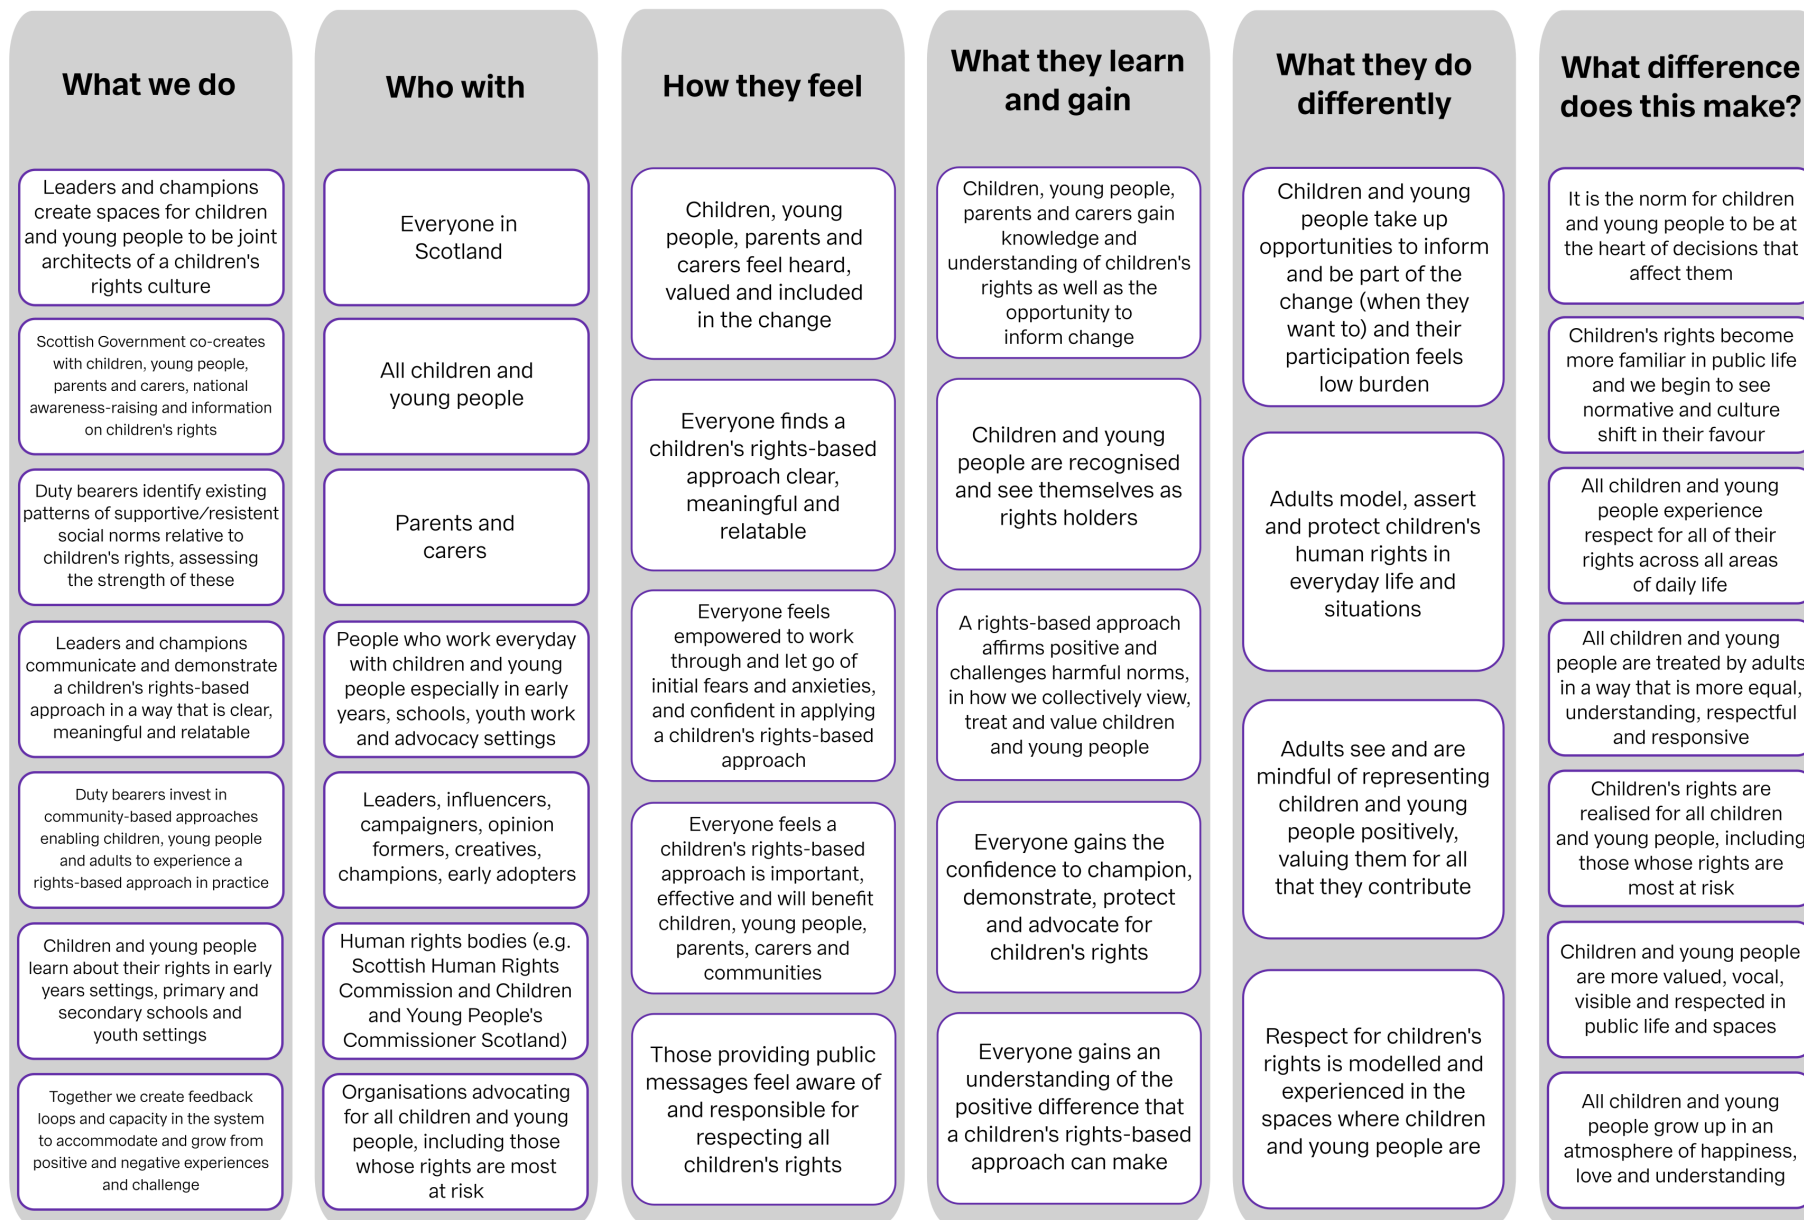 What we do
Leaders and champions
create spaces for children
and young people to be joint
architects of a children's
rights culture
Scottish Government co-creates
with children, young people,
parents and carers, national
awareness-raising and information
on children's rights
Duty bearers identify existing
patterns of supportive/resistent
social norms relative to
children's rights, assessing
the strength of these
Leaders and champions
communicate and demonstrate
a children's rights-based
approach in a way that is clear,
meaningful and relatable
Duty bearers invest in
community-based approaches
enabling children, young people
and adults to experience a
rights-based approach in practice
Children and young people
learn about their rights in early
years settings, primary and
secondary schools and
youth settings
Together we create feedback
loops and capacity in the system
to accommodate and grow from
positive and negative experiences
and challenge
Who with
Everyone in
Scotland
All children and
young people
Parents and
carers
People who work everyday
with children and young
people especially in early
years, schools, youth work
and advocacy settings
Leaders, influencers,
campaigners, opinion
formers, creatives,
champions, early adopters
Human rights bodies (e.g.
Scottish Human Rights
Commission and Children
and Young People's
Commissioner Scotland)
Organisations advocating
for all children and young
people, including those
whose rights are most
at risk
How they feel
Children, young
people, parents and
carers feel heard,
valued and included
in the change
Everyone finds a
children's rights-based
approach clear,
meaningful and
relatable
Everyone feels
empowered to work
through and let go of
initial fears and anxieties,
and confident in applying
a children's rights-based
approach
Everyone feels a
children's rights-based
approach is important,
effective and will benefit
children, young people,
parents, carers and
communities
Those providing public
messages feel aware of
and responsible for
respecting all
children's rights
What they learn
and gain
Children, young people,
parents and carers gain
knowledge and
understanding of children's
rights as well as the
opportunity to
inform change
Children and young
people are recognised
and see themselves as
rights holders
A rights-based approach
affirms positive and
challenges harmful norms,
in how we collectively view,
treat and value children
and young people
Everyone gains the
confidence to champion,
demonstrate, protect
and advocate for
children's rights
Everyone gains an
understanding of the
positive difference that
a children's rights-based
approach can make
What they do
differently
Children and young
people take up
opportunities to inform
and be part of the
change (when they
want to) and their
participation feels
low burden
Adults model, assert
and protect children's
human rights in
everyday life and
situations
Adults see and are
mindful of representing
children and young
people positively,
valuing them for all
that they contribute
Respect for children's
rights is modelled and
experienced in the
spaces where children
and young people are
What difference
does this make?
It is the norm for children
and young people to be at
the heart of decisions that
affect them
Children's rights become
more familiar in public life
and we begin to see
normative and culture
shift in their favour
All children and young
people experience
respect for all of their
rights across all areas
of daily life
All children and young
people are treated by adults
in a way that is more equal,
understanding, respectful
and responsive
Children's rights are
realised for all children
and young people, including
those whose rights are
most at risk
Children and young people
are more valued, vocal,
visible and respected in
public life and spaces
All children and young
people grow up in an
atmosphere of happiness,
love and understanding